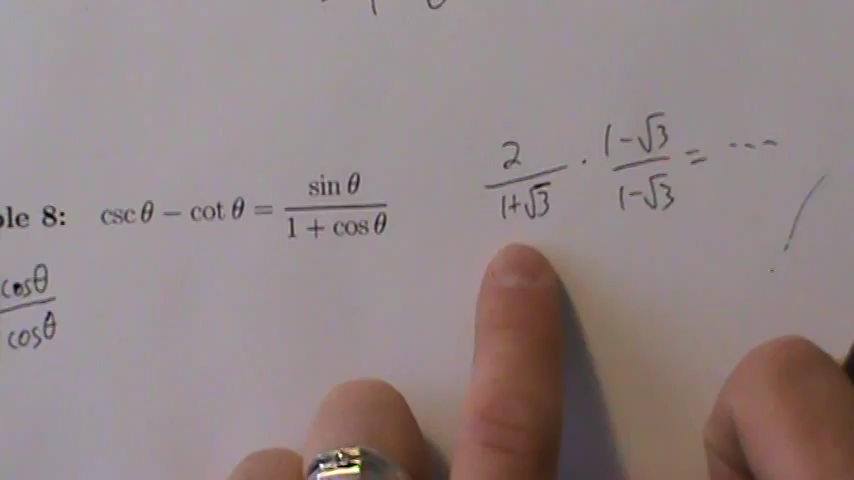 ple 8: csc θ − cot θ = sin θ / 1 + cos θ
2 / 1+√3 · 1−√3 / 1−√3 = ---
cosθ / cosθ